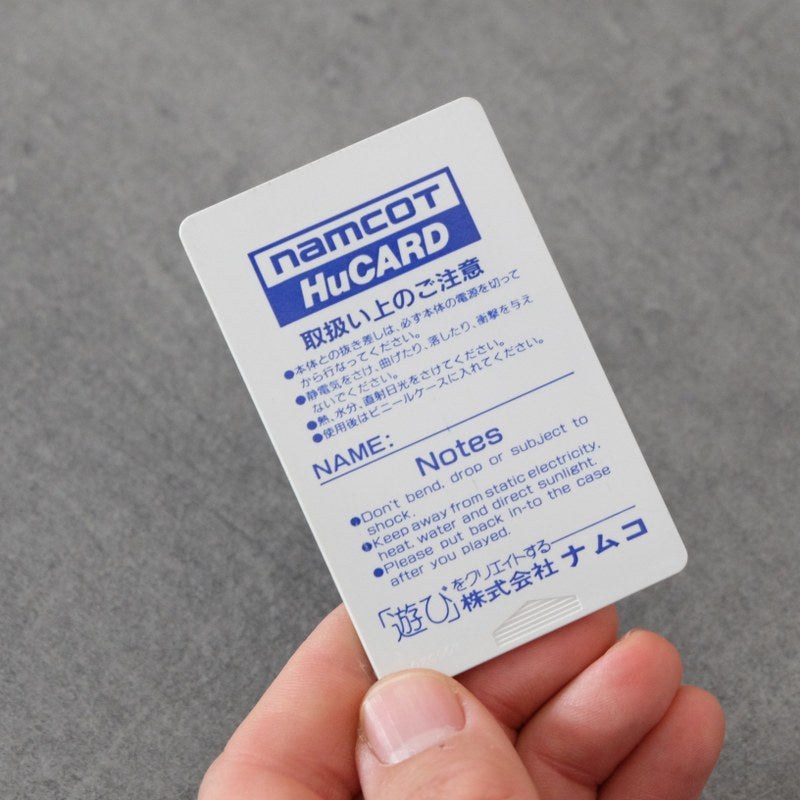 namcot
HuCARD
取扱い上のご注意
●本体との抜き差しは、必ず本体の電源を切って
から行なってください。
●静電気をさけ、曲げたり、落したり、衝撃を与え
ないでください。
●熱、水分、直射日光をさけてください。
●使用後はビニールケースに入れてください。
NAME:
Notes
●Don't bend, drop or subject to
shock.
●Keep away from static electricity,
heat, water and direct sunlight.
●Please put back in-to the case
after you played.
「遊び」をクリエイトする
株式会社ナムコ